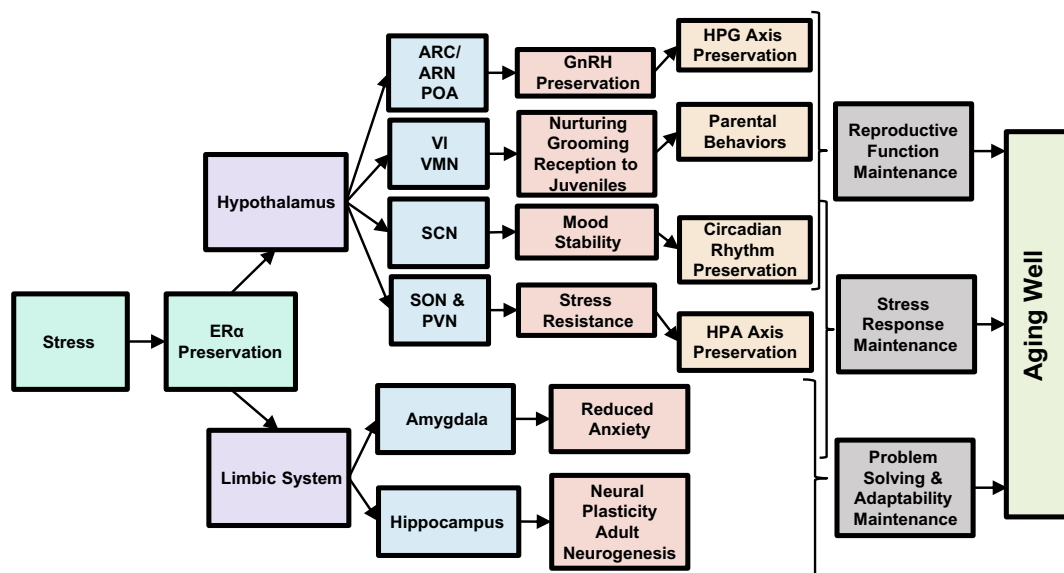 Stress
ERα
Preservation
Hypothalamus
Limbic System
ARC/
ARN
POA
VI
VMN
SCN
SON &
PVN
Amygdala
Hippocampus
GnRH
Preservation
Nurturing
Grooming
Reception to
Juveniles
Mood
Stability
Stress
Resistance
Reduced
Anxiety
Neural
Plasticity
Adult
Neurogenesis
HPG Axis
Preservation
Parental
Behaviors
Circadian
Rhythm
Preservation
HPA Axis
Preservation
Reproductive
Function
Maintenance
Stress
Response
Maintenance
Problem
Solving &
Adaptability
Maintenance
Aging Well